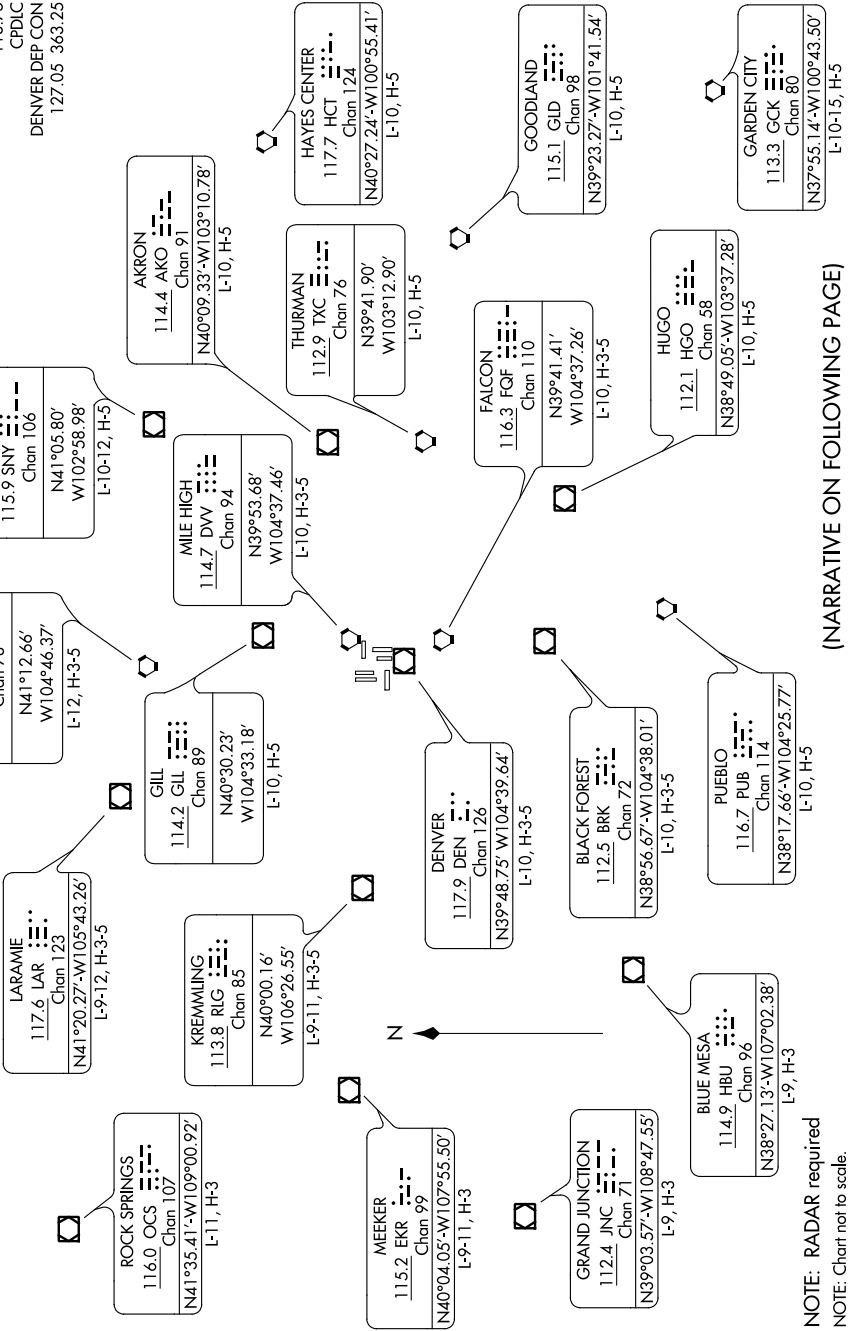 118.75
CPDLC
DENVER DEP CON
127.05 363.25
115.9 SNY
Chan 106
N41°05.80′
W102°58.98′
L-10-12, H-5
N41°12.66′
W104°46.37′
L-12, H-3-5
LARAMIE
117.6 LAR
Chan 123
N41°20.27′-W105°43.26′
L-9-12, H-3-5
ROCK SPRINGS
116.0 OCS
Chan 107
N41°35.41′-W109°00.92′
L-11, H-3
AKRON
114.4 AKO
Chan 91
N40°09.33′-W103°10.78′
L-10, H-5
HAYES CENTER
117.7 HCT
Chan 124
N40°27.24′-W100°55.41′
L-10, H-5
MILE HIGH
114.7 DVV
Chan 94
N39°53.68′
W104°37.46′
L-10, H-3-5
GILL
114.2 GLL
Chan 89
N40°30.23′
W104°33.18′
L-10, H-5
KREMMLING
113.8 RLG
Chan 85
N40°00.16′
W106°26.55′
L-9-11, H-3-5
THURMAN
112.9 TXC
Chan 76
N39°41.90′
W103°12.90′
L-10, H-5
GOODLAND
115.1 GLD
Chan 98
N39°23.27′-W101°41.54′
L-10, H-5
N
MEEKER
115.2 EKR
Chan 99
N40°04.05′-W107°55.50′
L-9-11, H-3
DENVER
117.9 DEN
Chan 126
N39°48.75′ W104°39.64′
L-10, H-3-5
FALCON
116.3 FQF
Chan 110
N39°41.41′
W104°37.26′
L-10, H-3-5
GRAND JUNCTION
112.4 JNC
Chan 71
N39°03.57′-W108°47.55′
L-9, H-3
BLACK FOREST
112.5 BRK
Chan 72
N38°56.67′-W104°38.01′
L-10, H-3-5
HUGO
112.1 HGO
Chan 58
N38°49.05′-W103°37.28′
L-10, H-5
GARDEN CITY
113.3 GCK
Chan 80
N37°55.14′-W100°43.50′
L-10-15, H-5
BLUE MESA
114.9 HBU
Chan 96
N38°27.13′-W107°02.38′
L-9, H-3
PUEBLO
116.7 PUB
Chan 114
N38°17.66′-W104°25.77′
L-10, H-5
NOTE: RADAR required
NOTE: Chart not to scale.
(NARRATIVE ON FOLLOWING PAGE)